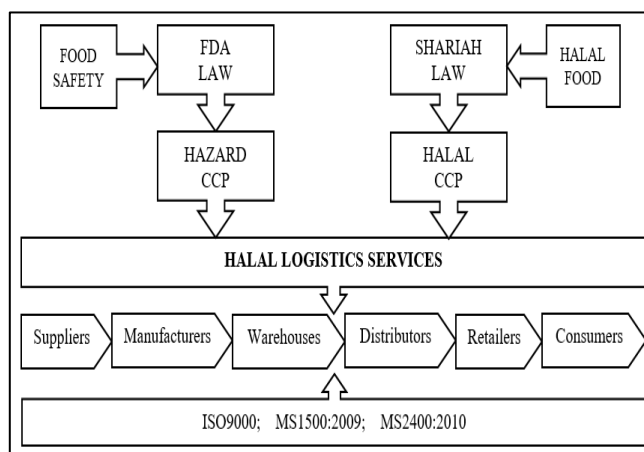 FOOD
SAFETY
FDA
LAW
SHARIAH
LAW
HALAL
FOOD
HAZARD
CCP
HALAL
CCP
HALAL LOGISTICS SERVICES
Suppliers
Manufacturers
Warehouses
Distributors
Retailers
Consumers
ISO9000; MS1500:2009; MS2400:2010